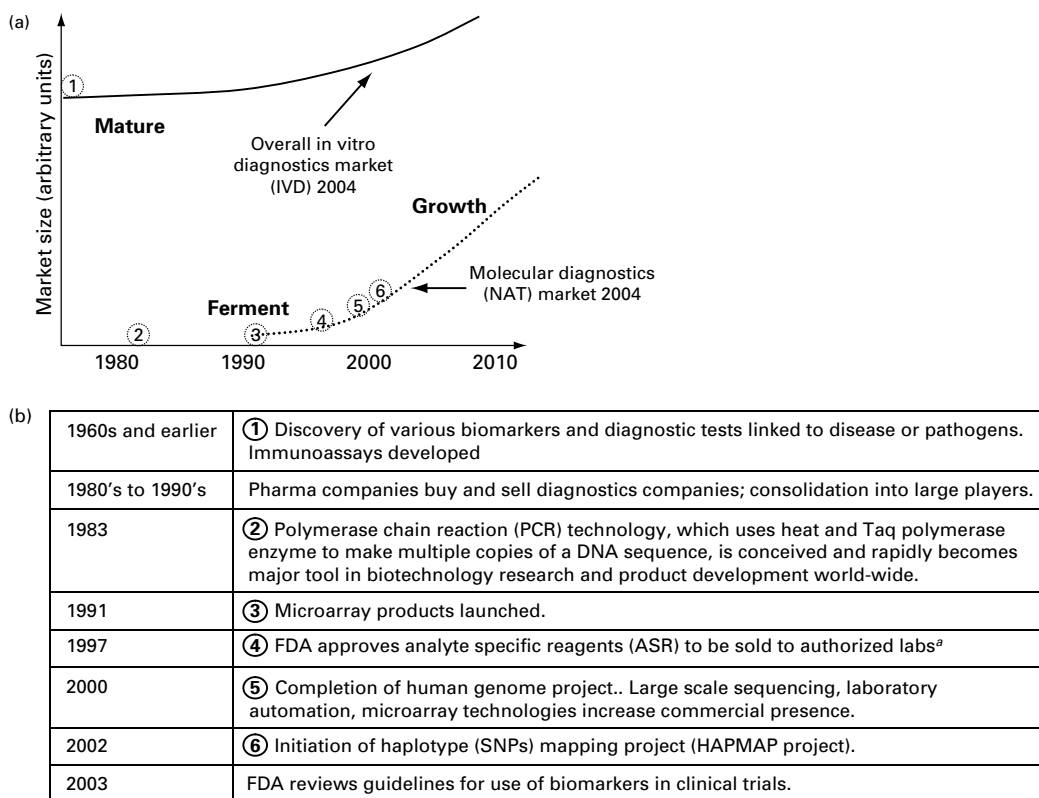 (a)
Market size (arbitrary units)
1
Mature
Overall in vitro
diagnostics market
(IVD) 2004
Growth
Molecular diagnostics
(NAT) market 2004
Ferment
2
3
4
5
6
1980 1990 2000 2010
(b)
1960s and earlier
① Discovery of various biomarkers and diagnostic tests linked to disease or pathogens.
Immunoassays developed
1980's to 1990's
Pharma companies buy and sell diagnostics companies; consolidation into large players.
1983
② Polymerase chain reaction (PCR) technology, which uses heat and Taq polymerase
enzyme to make multiple copies of a DNA sequence, is conceived and rapidly becomes
major tool in biotechnology research and product development world-wide.
1991
③ Microarray products launched.
1997
④ FDA approves analyte specific reagents (ASR) to be sold to authorized labsᵃ
2000
⑤ Completion of human genome project.. Large scale sequencing, laboratory
automation, microarray technologies increase commercial presence.
2002
⑥ Initiation of haplotype (SNPs) mapping project (HAPMAP project).
2003
FDA reviews guidelines for use of biomarkers in clinical trials.